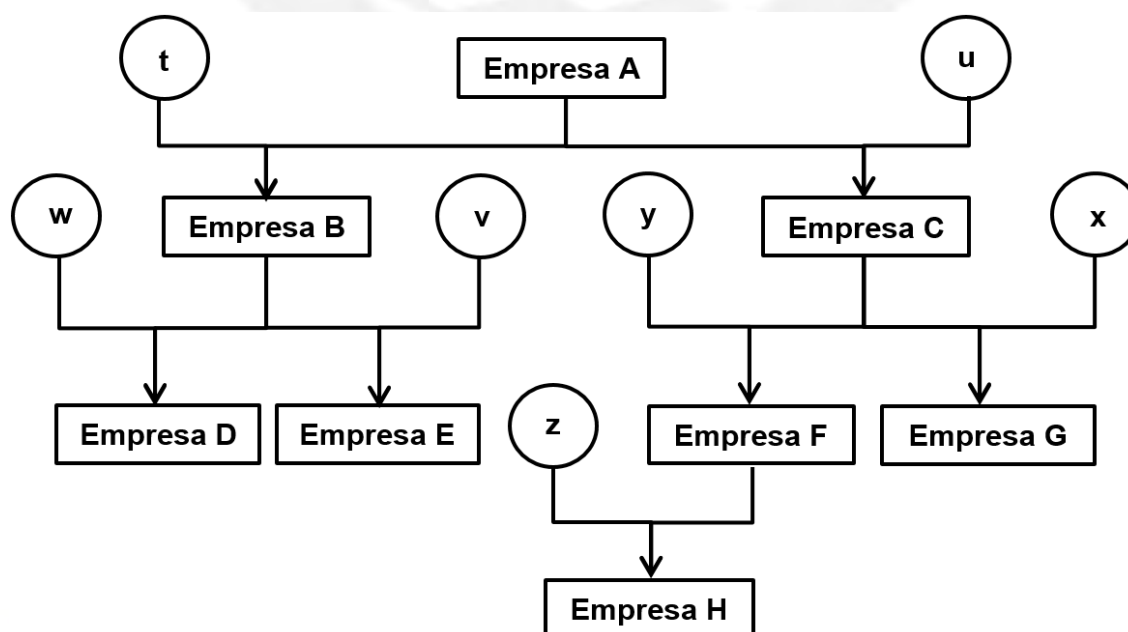 t
Empresa A
u
w
Empresa B
v
y
Empresa C
x
Empresa D
Empresa E
z
Empresa F
Empresa G
Empresa H